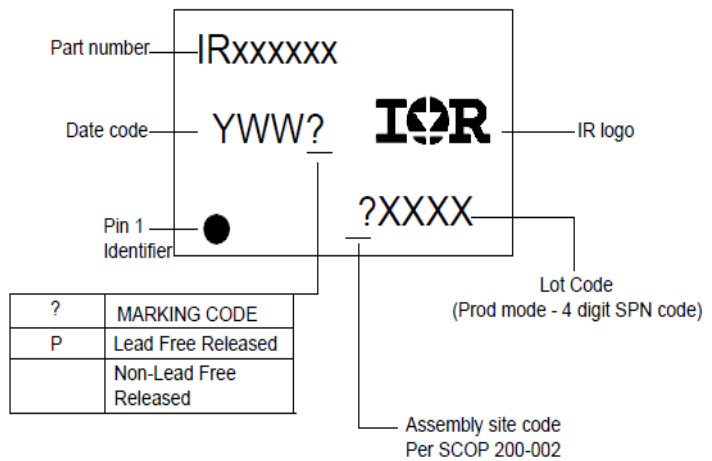 Part number
IRxxxxxx
Date code
YWW?
IOR
IR logo
Pin 1
Identifier
?XXXX
Lot Code
(Prod mode - 4 digit SPN code)
? MARKING CODE
P Lead Free Released
Non-Lead Free
Released
Assembly site code
Per SCOP 200-002